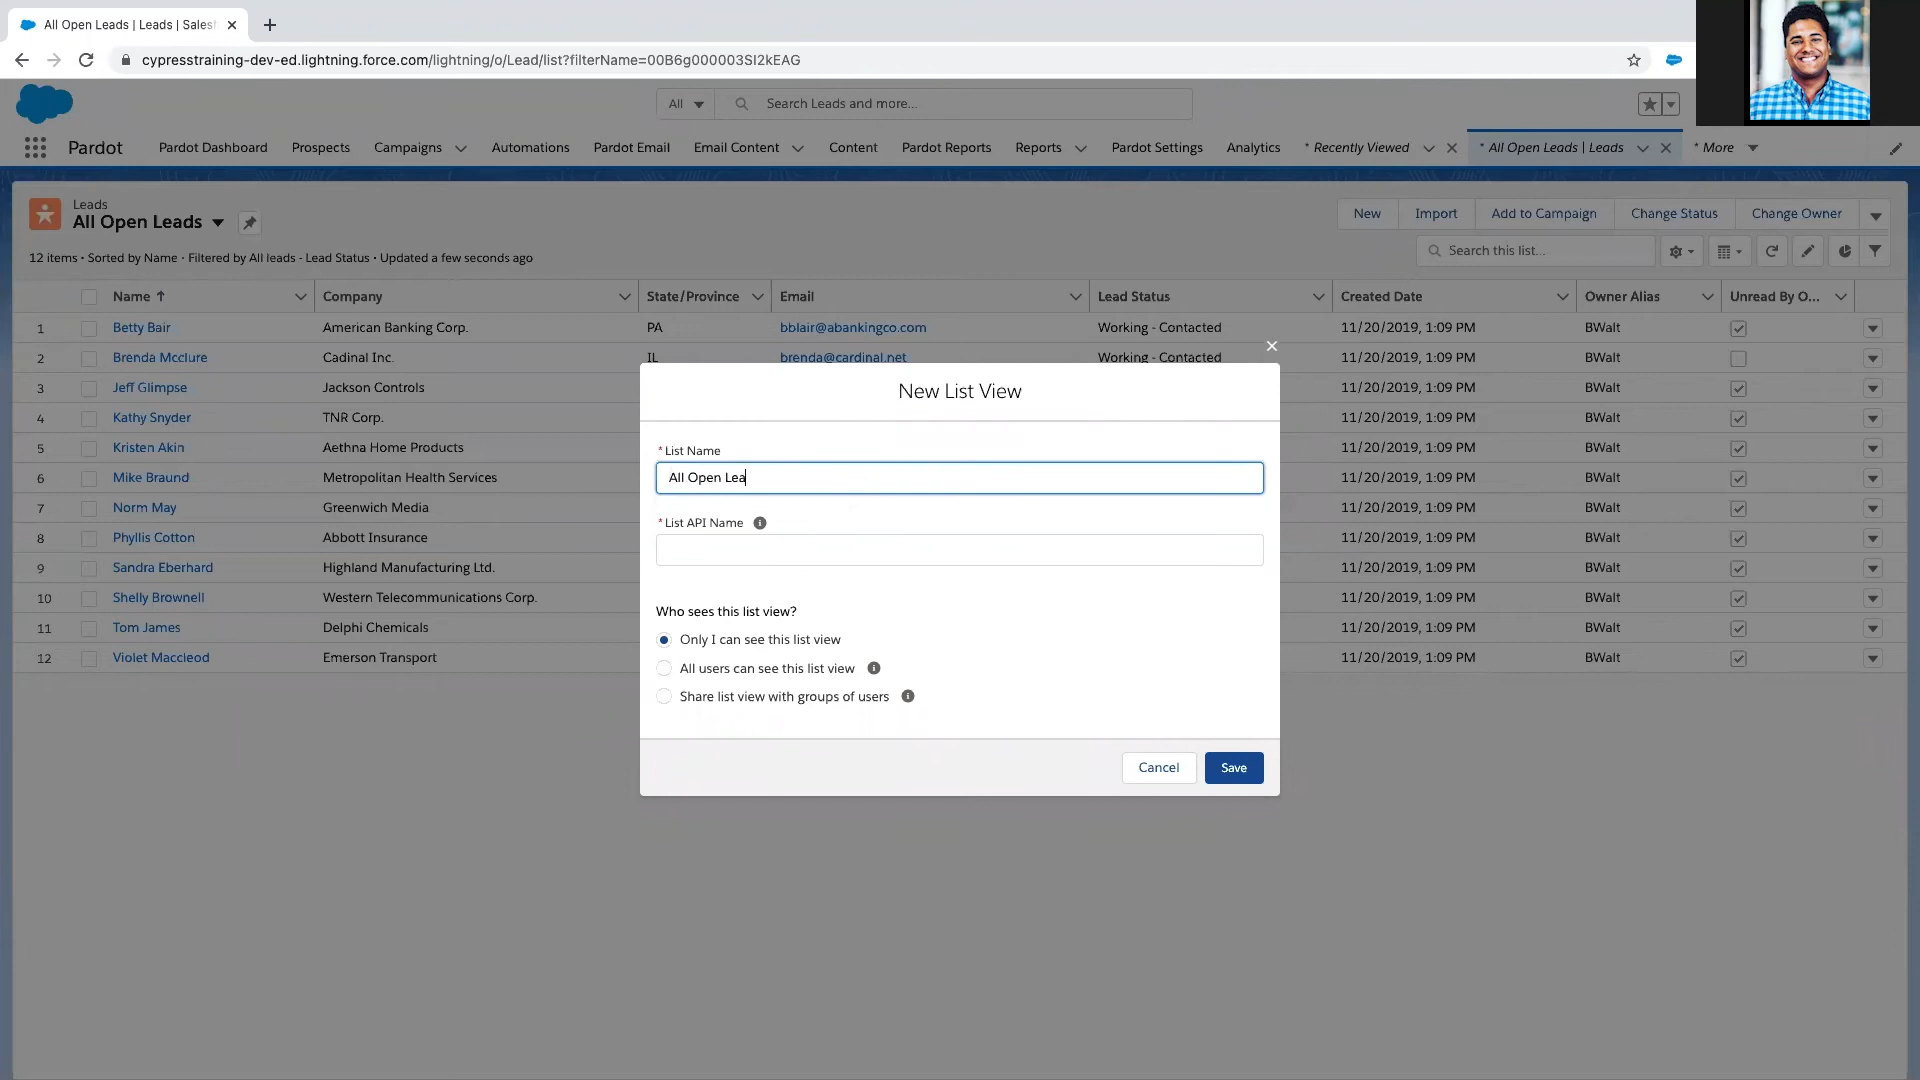 All Open Leads | Leads | Salesf
cypresstraining-dev-ed.lightning.force.com/lightning/o/Lead/list?filterName=00B6g000003SI2kEAG
All Search Leads and more...
Pardot Pardot Dashboard Prospects Campaigns Automations Pardot Email Email Content Content Pardot Reports Reports Pardot Settings Analytics * Recently Viewed * All Open Leads | Leads * More
Leads
All Open Leads
New Import Add to Campaign Change Status Change Owner
12 items • Sorted by Name • Filtered by All leads - Lead Status • Updated a few seconds ago
Search this list...
Name ↑ Company State/Province Email Lead Status Created Date Owner Alias Unread By O...
1 Betty Bair American Banking Corp. PA bblair@abankingco.com Working - Contacted 11/20/2019, 1:09 PM BWalt
2 Brenda Mcclure Cadinal Inc. IL brenda@cardinal.net Working - Contacted 11/20/2019, 1:09 PM BWalt
3 Jeff Glimpse Jackson Controls 11/20/2019, 1:09 PM BWalt
4 Kathy Snyder TNR Corp. 11/20/2019, 1:09 PM BWalt
5 Kristen Akin Aethna Home Products 11/20/2019, 1:09 PM BWalt
6 Mike Braund Metropolitan Health Services 11/20/2019, 1:09 PM BWalt
7 Norm May Greenwich Media 11/20/2019, 1:09 PM BWalt
8 Phyllis Cotton Abbott Insurance 11/20/2019, 1:09 PM BWalt
9 Sandra Eberhard Highland Manufacturing Ltd. 11/20/2019, 1:09 PM BWalt
10 Shelly Brownell Western Telecommunications Corp. 11/20/2019, 1:09 PM BWalt
11 Tom James Delphi Chemicals 11/20/2019, 1:09 PM BWalt
12 Violet Maccleod Emerson Transport 11/20/2019, 1:09 PM BWalt
New List View
* List Name
All Open Lea
* List API Name
Who sees this list view?
Only I can see this list view
All users can see this list view
Share list view with groups of users
Cancel Save